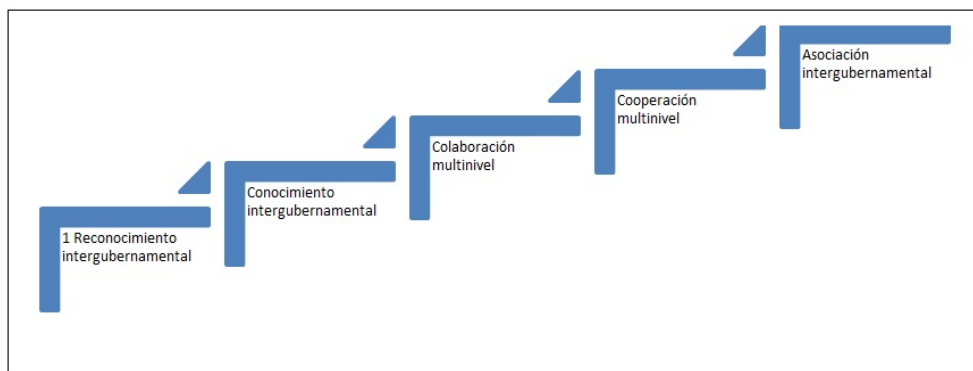 1 Reconocimiento
intergubernamental
Conocimiento
intergubernamental
Colaboración
multinivel
Cooperación
multinivel
Asociación
intergubernamental